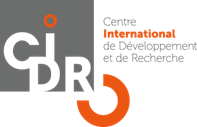 CIDR
Centre
International
de Développement
et de Recherche